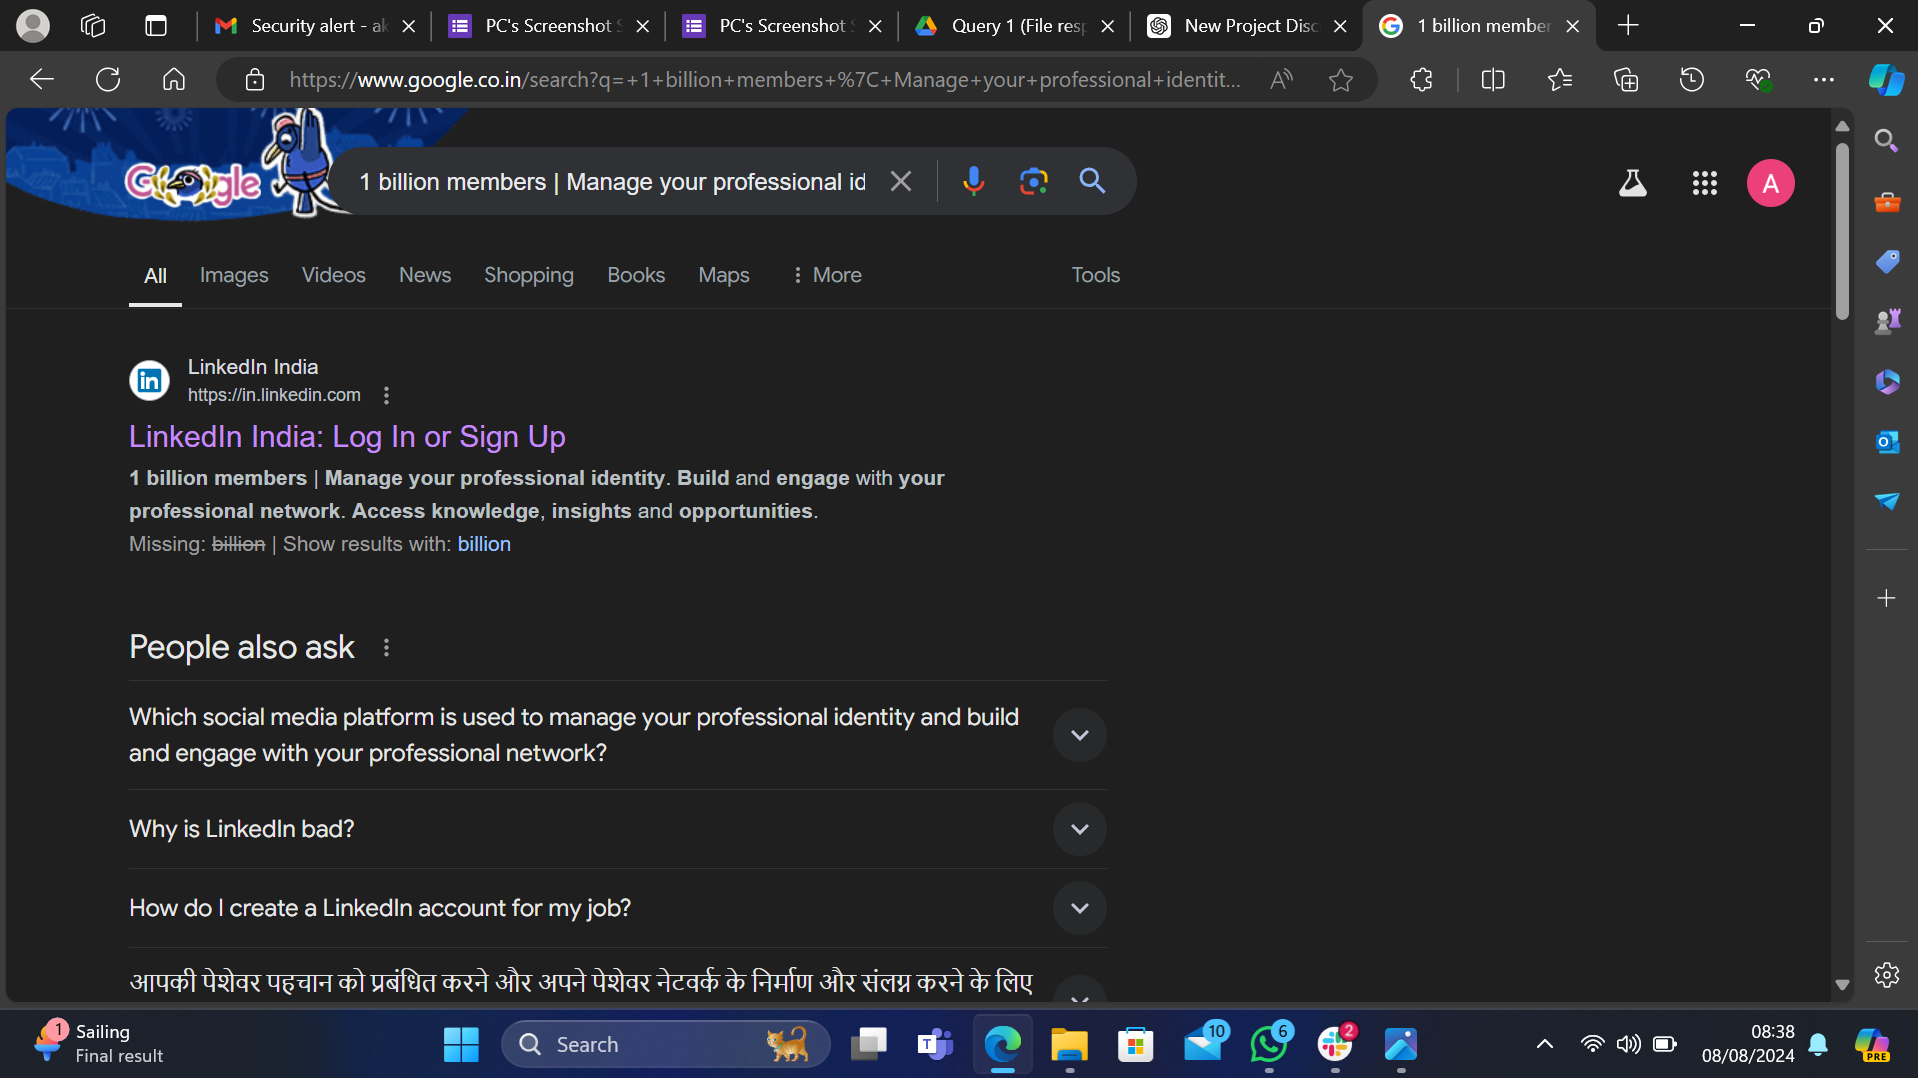 Security alert - ak
PC's Screenshot S
PC's Screenshot S
Query 1 (File resp
New Project Disc
1 billion member
https://www.google.co.in/search?q=+1+billion+members+%7C+Manage+your+professional+identit...
Google
1 billion members | Manage your professional id
A
All
Images
Videos
News
Shopping
Books
Maps
More
Tools
LinkedIn India
https://in.linkedin.com
LinkedIn India: Log In or Sign Up
1 billion members | Manage your professional identity. Build and engage with your
professional network. Access knowledge, insights and opportunities.
Missing: billion | Show results with: billion
People also ask
Which social media platform is used to manage your professional identity and build
and engage with your professional network?
Why is LinkedIn bad?
How do I create a LinkedIn account for my job?
आपकी पेशेवर पहचान को प्रबंधित करने और अपने पेशेवर नेटवर्क के निर्माण और संलग्न करने के लिए
1
Sailing
Final result
Search
10
6
2
08:38
08/08/2024
PRE